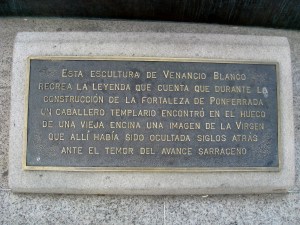 ESTA ESCULTURA DE VENANCIO BLANCO
RECREA LA LEYENDA QUE CUENTA QUE DURANTE LA
CONSTRUCCIÓN DE LA FORTALEZA DE PONFERRADA
UN CABALLERO TEMPLARIO ENCONTRÓ EN EL HUECO
DE UNA VIEJA ENCINA UNA IMAGEN DE LA VIRGEN
QUE ALLÍ HABÍA SIDO OCULTADA SIGLOS ATRÁS
ANTE EL TEMOR DEL AVANCE SARRACENO